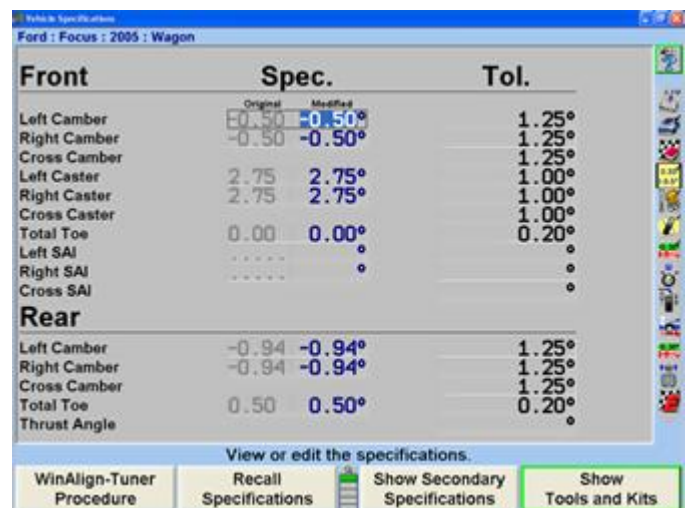 Vehicle Specifications
Ford : Focus : 2005 : Wagon
Front Spec. Tol.
Original Modified
Left Camber -0.50 -0.50° 1.25°
Right Camber -0.50 -0.50° 1.25°
Cross Camber 1.25°
Left Caster 2.75 2.75° 1.00°
Right Caster 2.75 2.75° 1.00°
Cross Caster 1.00°
Total Toe 0.00 0.00° 0.20°
Left SAI ..... ° °
Right SAI ..... ° °
Cross SAI °
Rear
Left Camber -0.94 -0.94° 1.25°
Right Camber -0.94 -0.94° 1.25°
Cross Camber 1.25°
Total Toe 0.50 0.50° 0.20°
Thrust Angle °
View or edit the specifications.
WinAlign-Tuner Procedure
Recall Specifications
Show Secondary Specifications
Show Tools and Kits